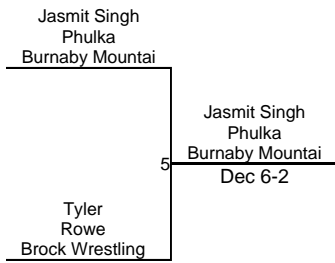 Jasmit Singh
Phulka
Burnaby Mountai
Jasmit Singh
Phulka
Burnaby Mountai
5
Dec 6-2
Tyler
Rowe
Brock Wrestling